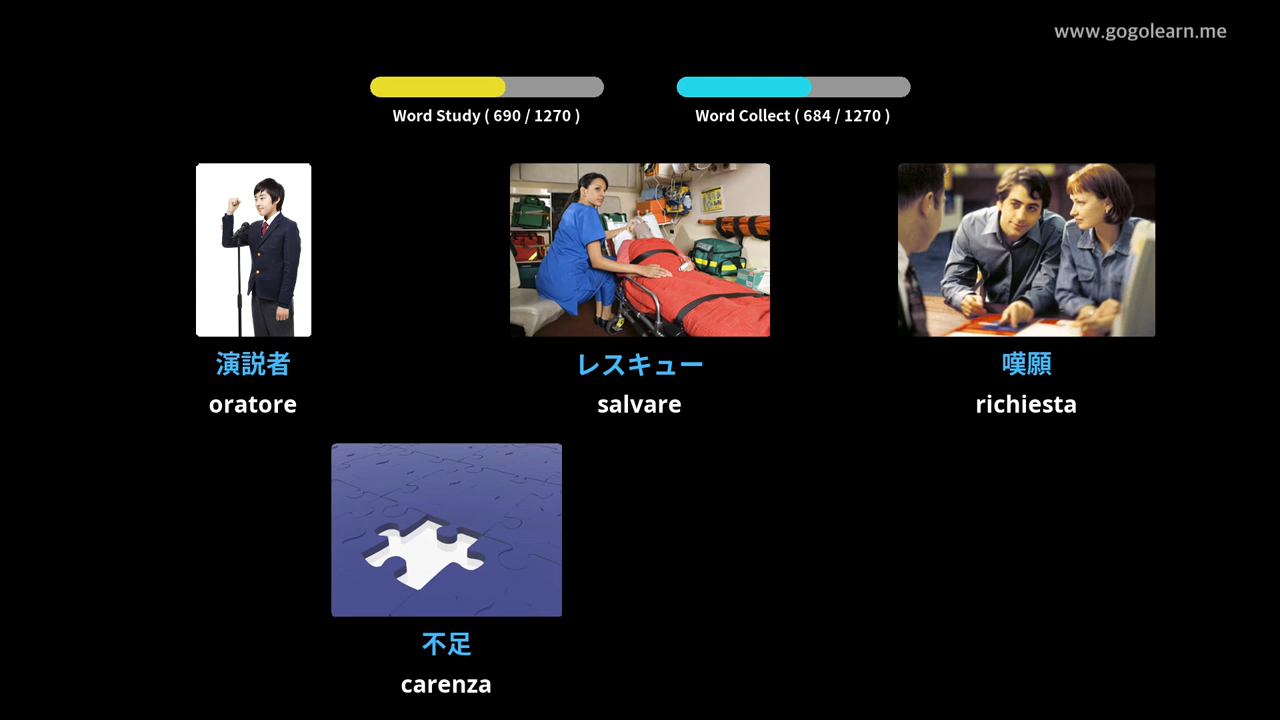 www.gogolearn.me
Word Study ( 690 / 1270 )
Word Collect ( 684 / 1270 )
演説者
oratore
レスキュー
salvare
嘆願
richiesta
不足
carenza